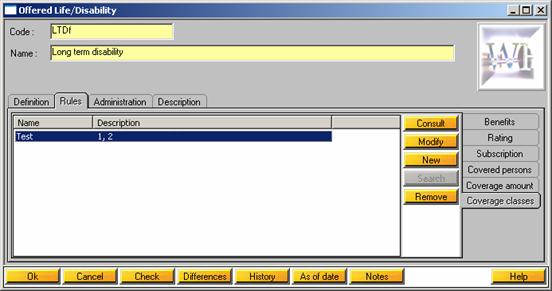 Offered Life/Disability
Code : LTDf
Name : Long term disability
Definition Rules Administration Description
Name Description
Test 1, 2
Consult
Modify
New
Search
Remove
Benefits
Rating
Subscription
Covered persons
Coverage amount
Coverage classes
Ok Cancel Check Differences History As of date Notes Help